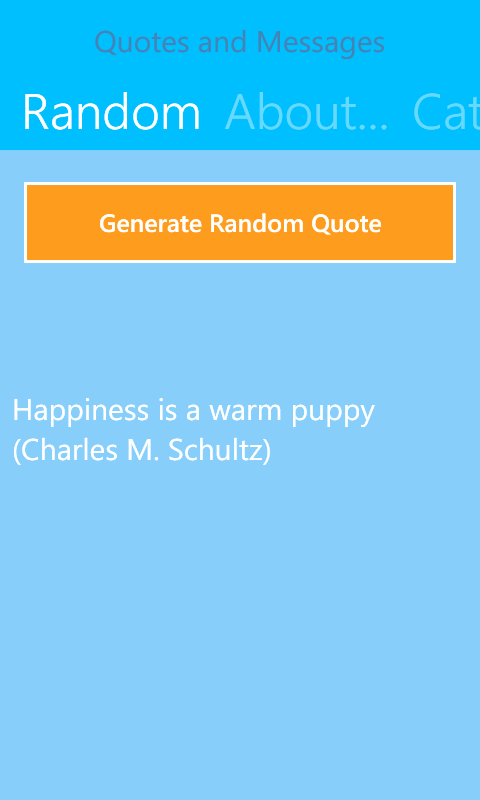 Quotes and Messages
Random About... Cat
Generate Random Quote
Happiness is a warm puppy
(Charles M. Schultz)